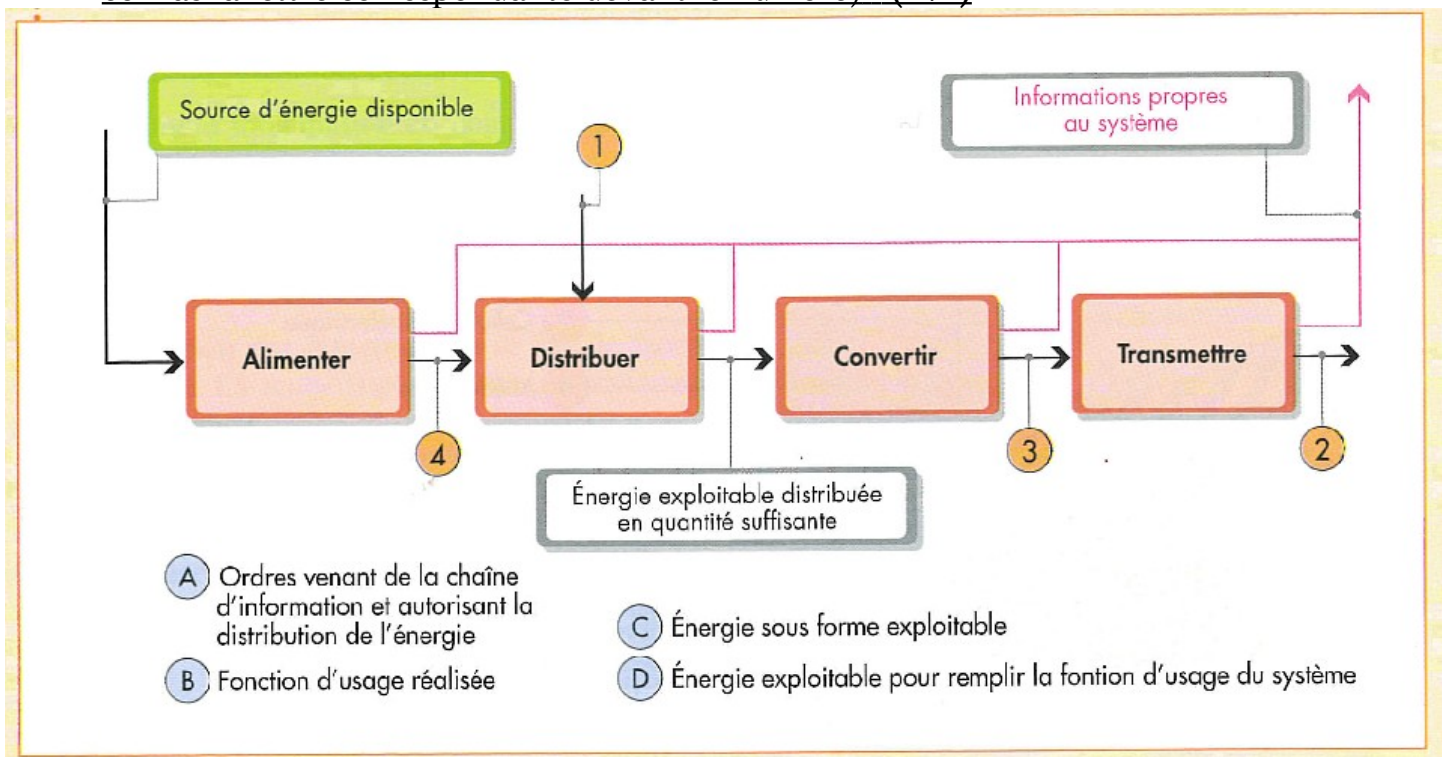 Source d'énergie disponible
Informations propres
au système
1
Alimenter
Distribuer
Convertir
Transmettre
4
3
2
Énergie exploitable distribuée
en quantité suffisante
A Ordres venant de la chaîne
d'information et autorisant la
distribution de l'énergie
B Fonction d'usage réalisée
C Énergie sous forme exploitable
D Énergie exploitable pour remplir la fontion d'usage du système